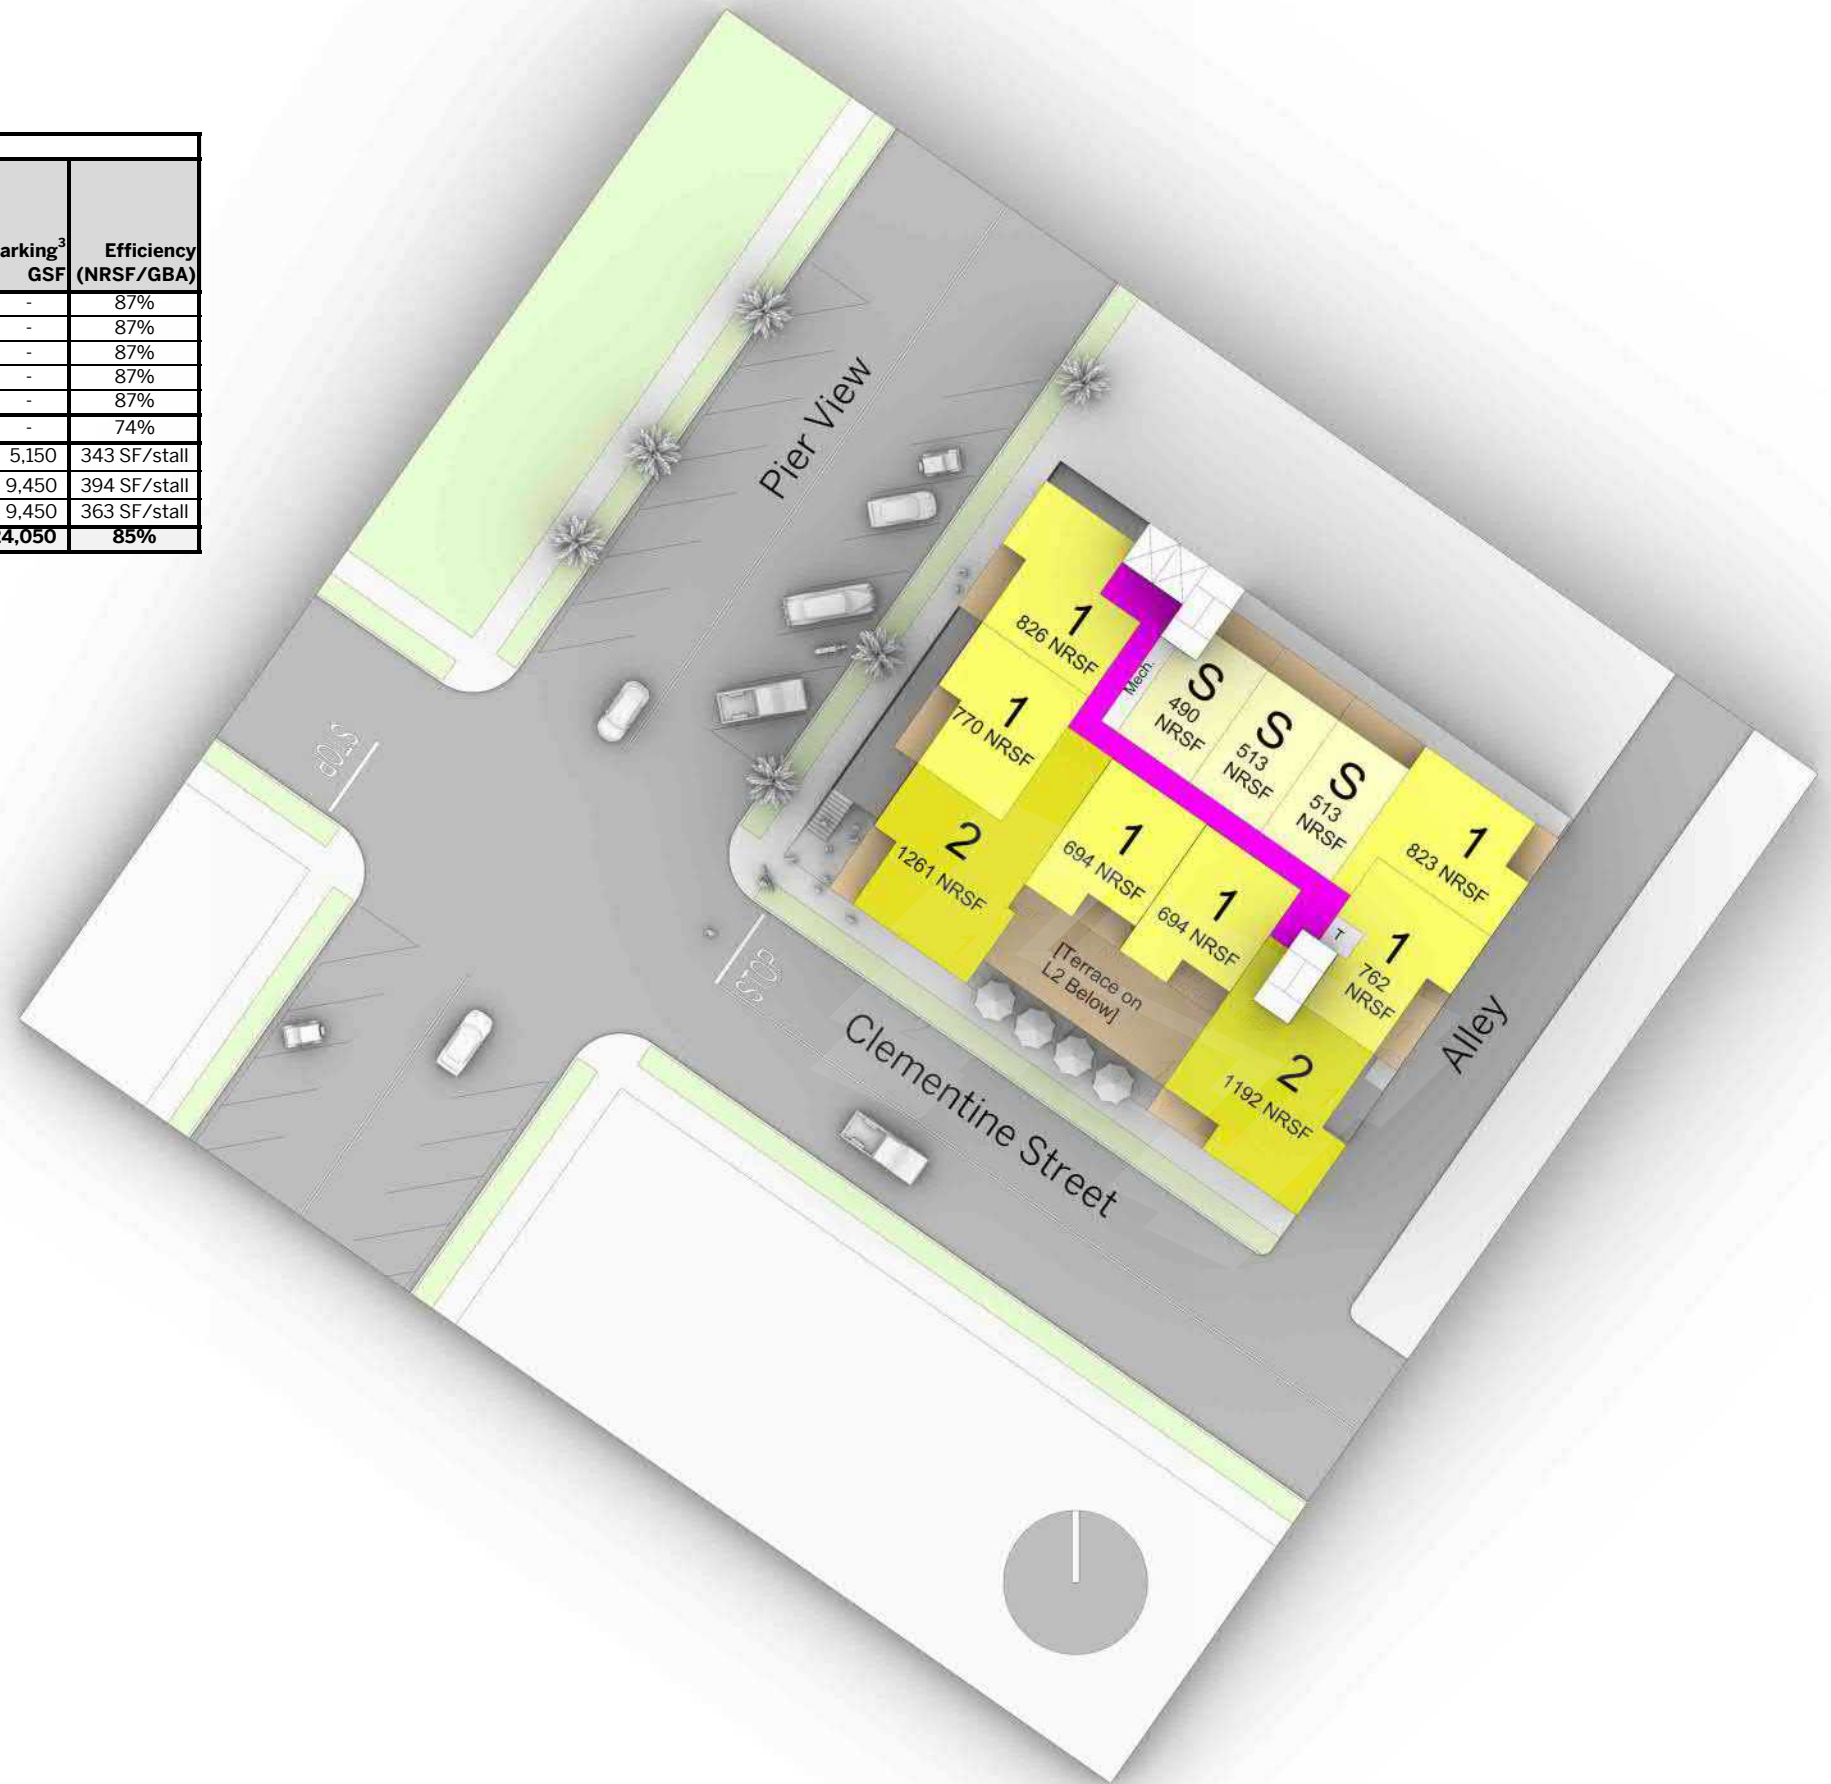 arking³ Efficiency
GSF (NRSF/GBA)
- 87%
- 87%
- 87%
- 87%
- 87%
- 74%
5,150 343 SF/stall
9,450 394 SF/stall
9,450 363 SF/stall
4,050 85%
Pier View
1
826 NRSF
Mech.
S
490
NRSF
S
513
NRSF
S
513
NRSF
1
770 NRSF
2
1261 NRSF
1
694 NRSF
1
694 NRSF
1
823 NRSF
T
1
762
NRSF
[Terrace on
L2 Below]
2
1192 NRSF
STOP
STOP
Clementine Street
Alley